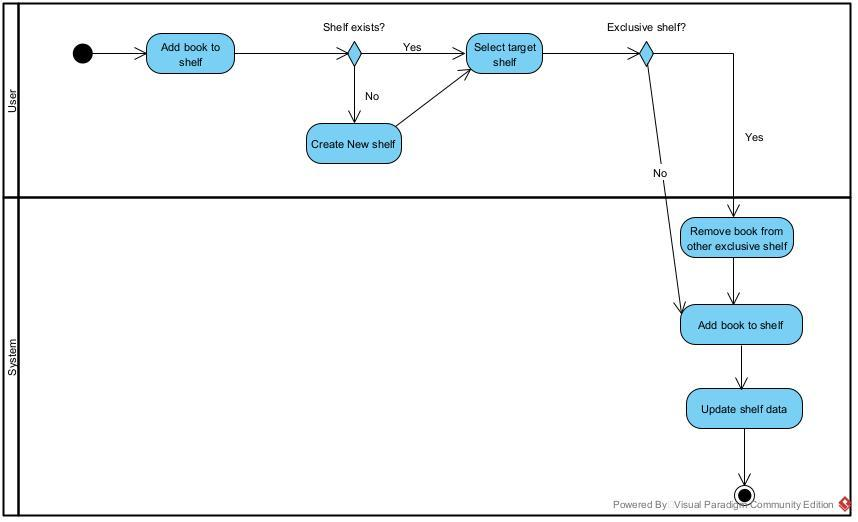 User
Shelf exists?
Exclusive shelf?
Add book to
shelf
Yes
Select target
shelf
No
Create New shelf
Yes
No
System
Remove book from
other exclusive shelf
Add book to shelf
Update shelf data
Powered By Visual Paradigm Community Edition